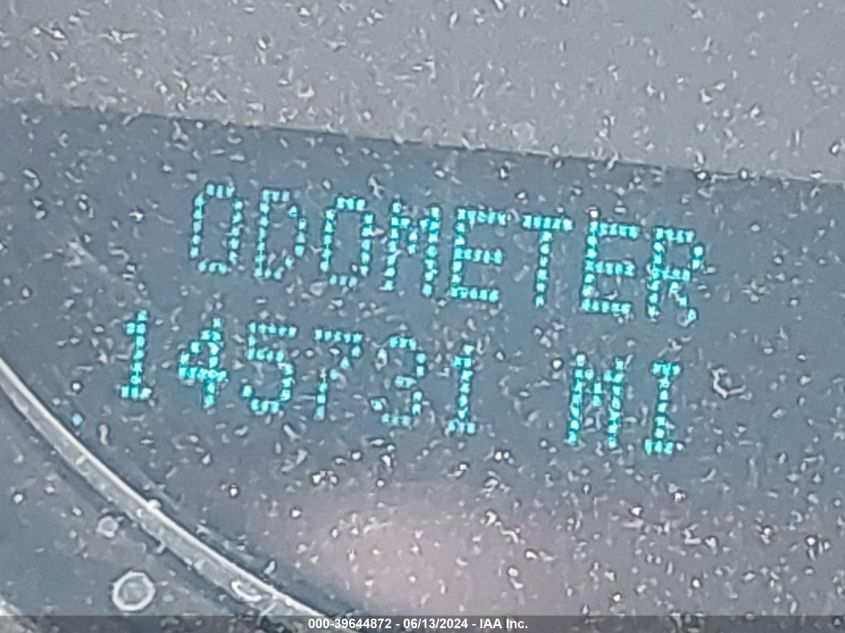 ODOMETER
145731 MI
000-39644872 - 06/13/2024 - IAA Inc.